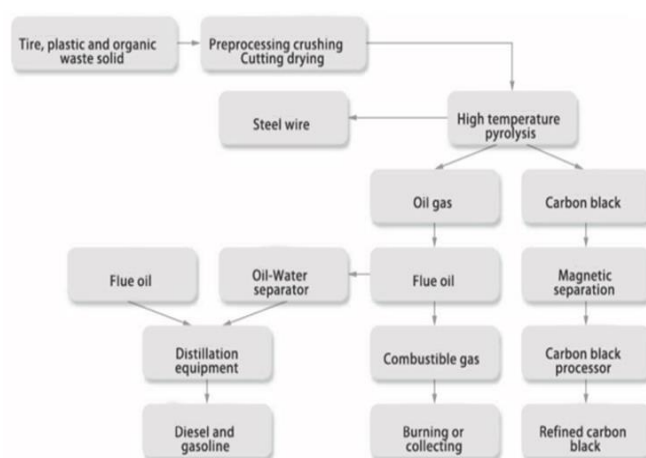 Tire, plastic and organic
waste solid
Preprocessing crushing
Cutting drying
Steel wire
High temperature
pyrolysis
Oil gas
Carbon black
Flue oil
Oil-Water
separator
Flue oil
Magnetic
separation
Distillation
equipment
Combustible gas
Carbon black
processor
Diesel and
gasoline
Burning or
collecting
Refined carbon
black